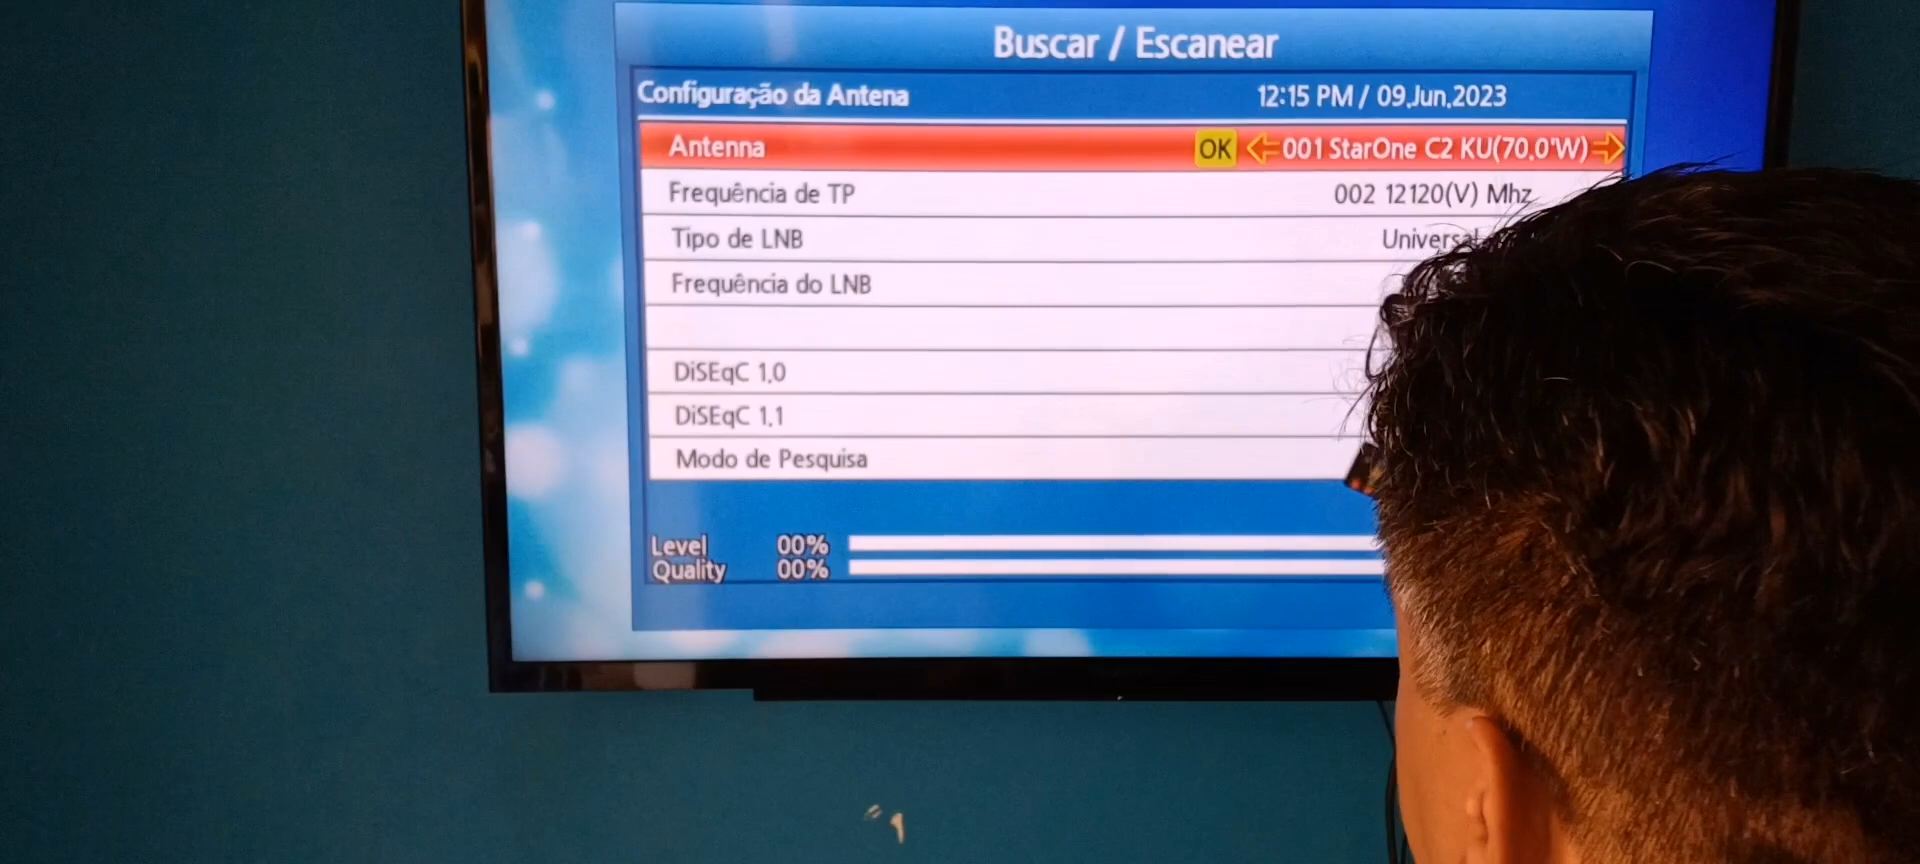 Buscar / Escanear
Configuração da Antena 12:15 PM / 09.Jun.2023
Antenna OK 001 StarOne C2 KU(70.0'W)
Frequência de TP 002 12120(V) Mhz
Tipo de LNB Universal
Frequência do LNB
DiSEqC 1.0
DiSEqC 1.1
Modo de Pesquisa
Level 00%
Quality 00%